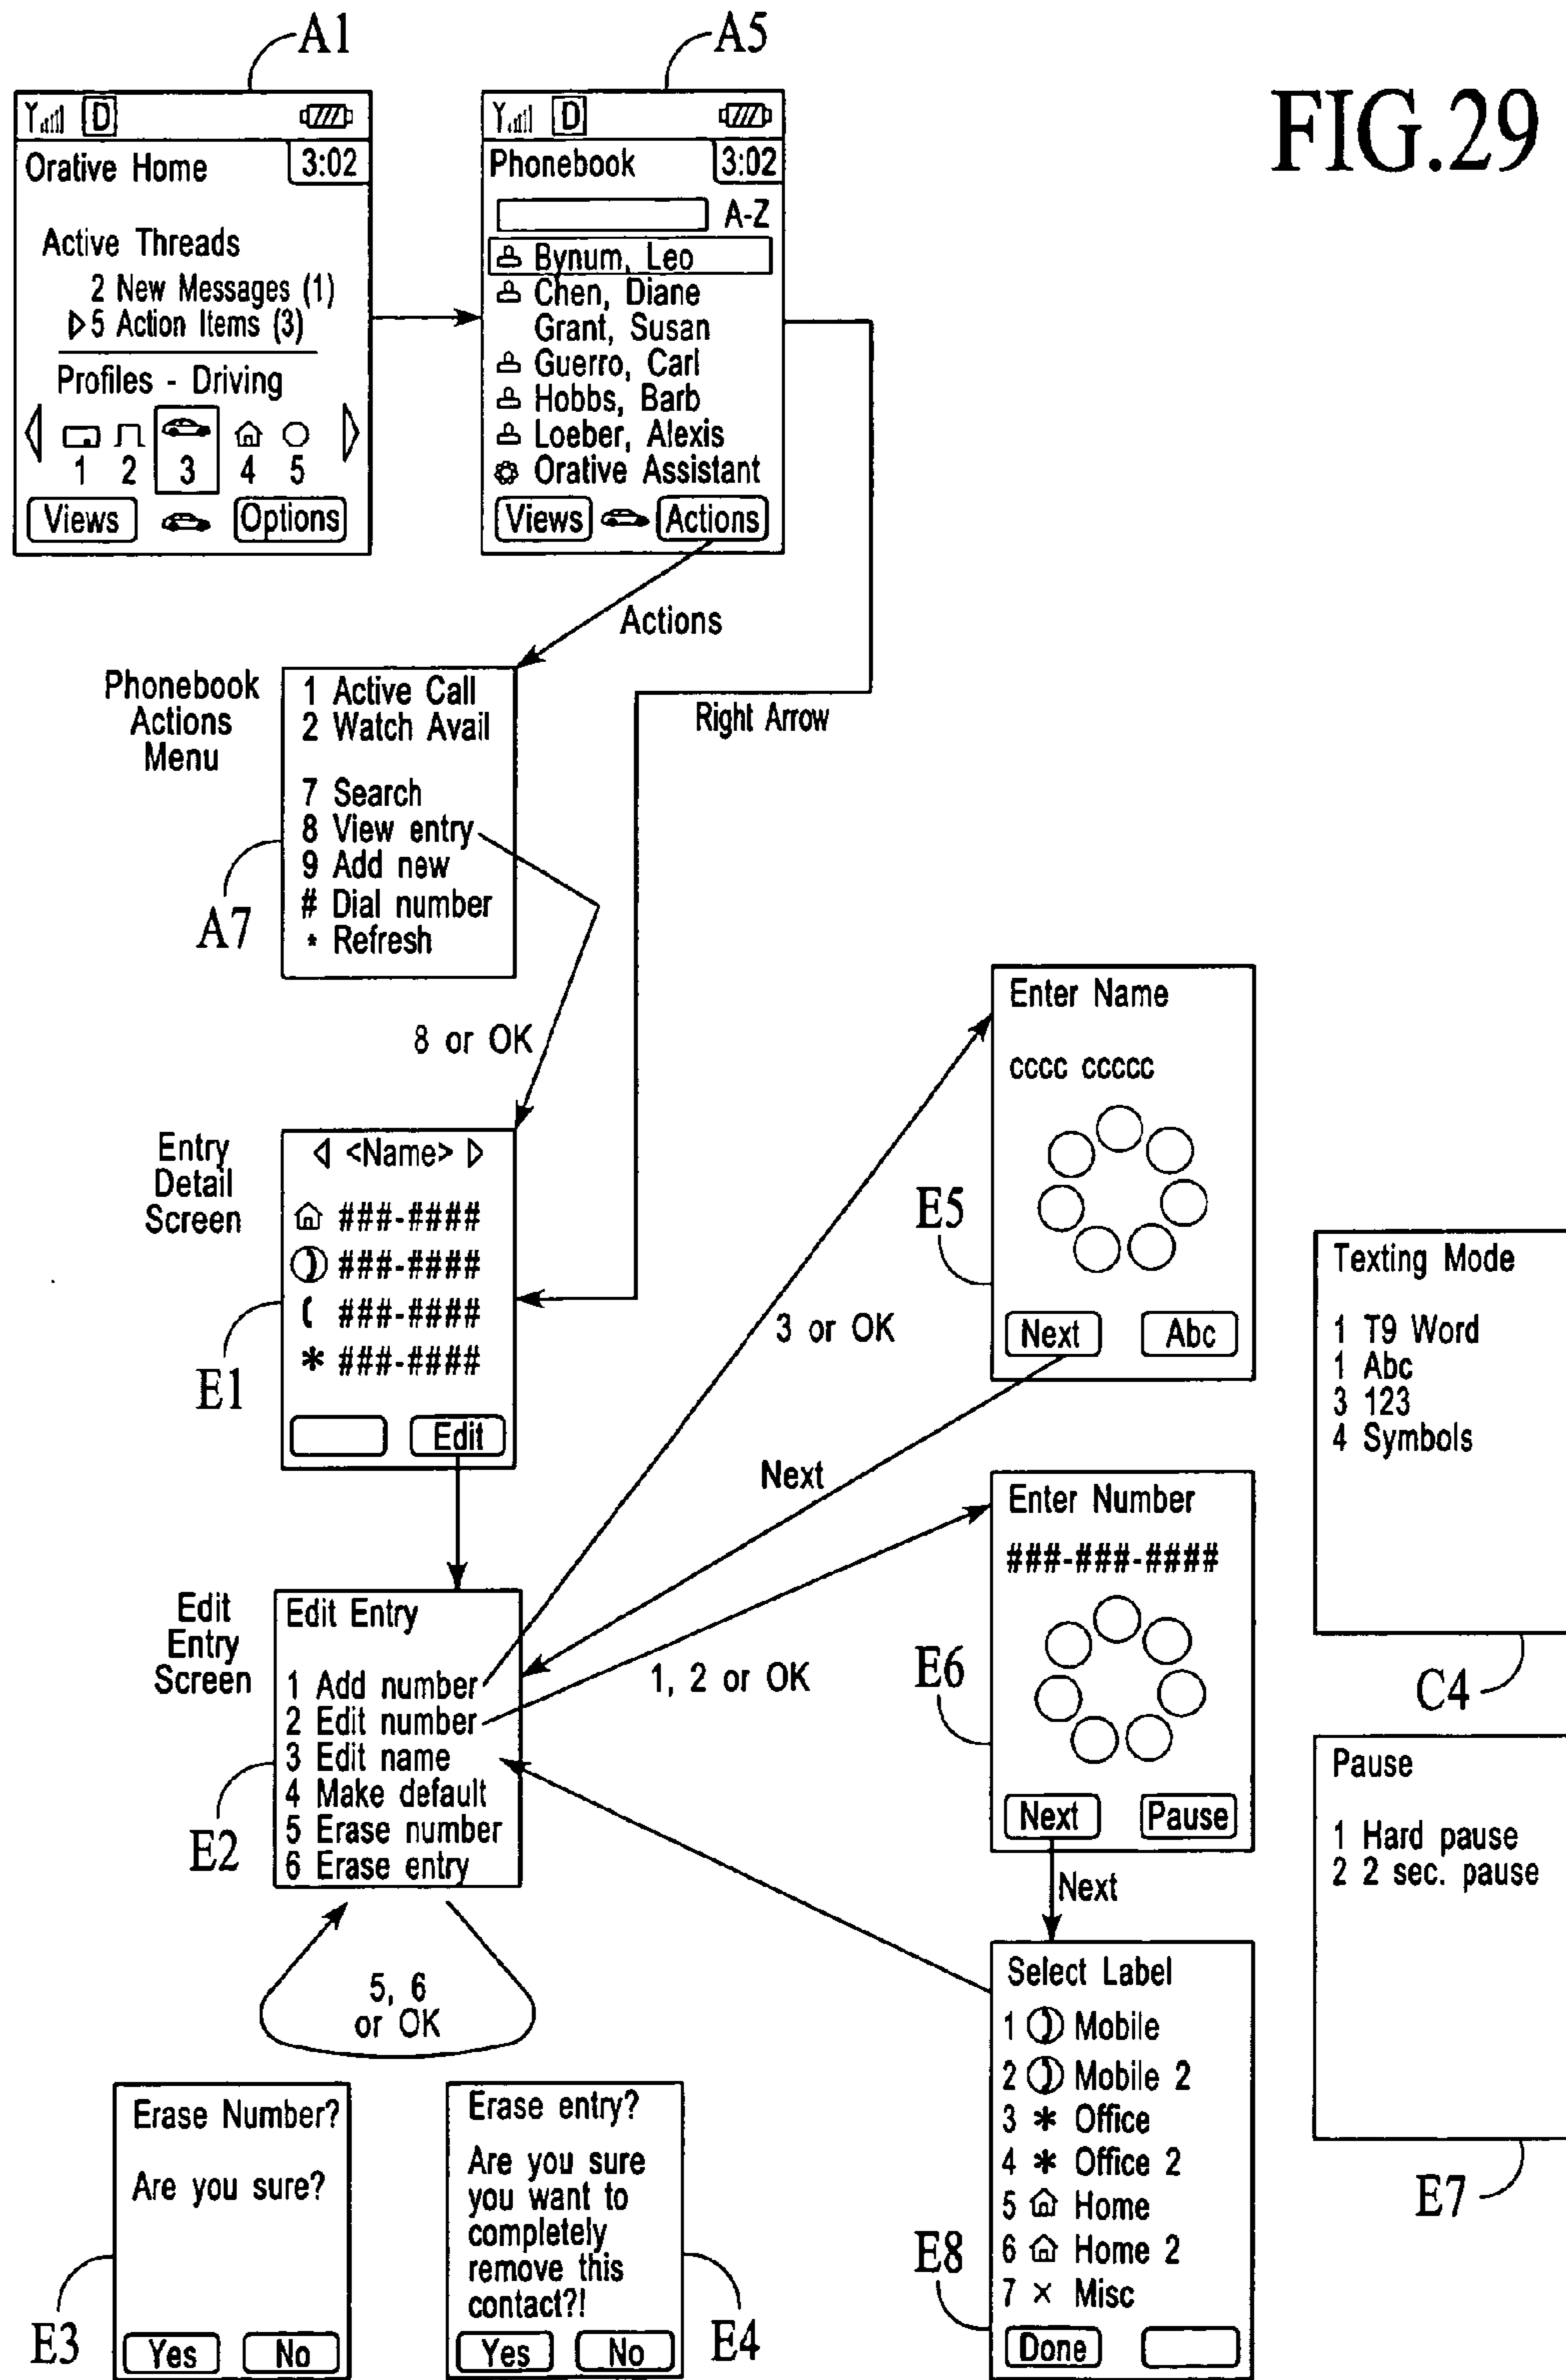 FIG.29
A1
Orative Home
3:02
D
Active Threads
2 New Messages (1)
5 Action Items (3)
Profiles - Driving
1 2 3 4 5
Views
Options
A5
D
Phonebook
3:02
A-Z
Bynum, Leo
Chen, Diane
Grant, Susan
Guerro, Carl
Hobbs, Barb
Loeber, Alexis
Orative Assistant
Views
Actions
Actions
Right Arrow
Phonebook
Actions
Menu
1 Active Call
2 Watch Avail
7 Search
8 View entry
9 Add new
# Dial number
* Refresh
A7
8 or OK
Entry
Detail
Screen
<Name>
###-####
###-####
###-####
* ###-####
Edit
E1
Edit
Entry
Screen
Edit Entry
1 Add number
2 Edit number
3 Edit name
4 Make default
5 Erase number
6 Erase entry
E2
3 or OK
Next
1, 2 or OK
5, 6
or OK
Erase Number?
Are you sure?
Yes
No
E3
Erase entry?
Are you sure
you want to
completely
remove this
contact?!
Yes
No
E4
Enter Name
cccc ccccc
Next
Abc
E5
Enter Number
###-###-####
Next
Pause
E6
Next
Select Label
1 Mobile
2 Mobile 2
3 * Office
4 * Office 2
5 Home
6 Home 2
7 × Misc
Done
E8
Texting Mode
1 T9 Word
1 Abc
3 123
4 Symbols
C4
Pause
1 Hard pause
2 2 sec. pause
E7